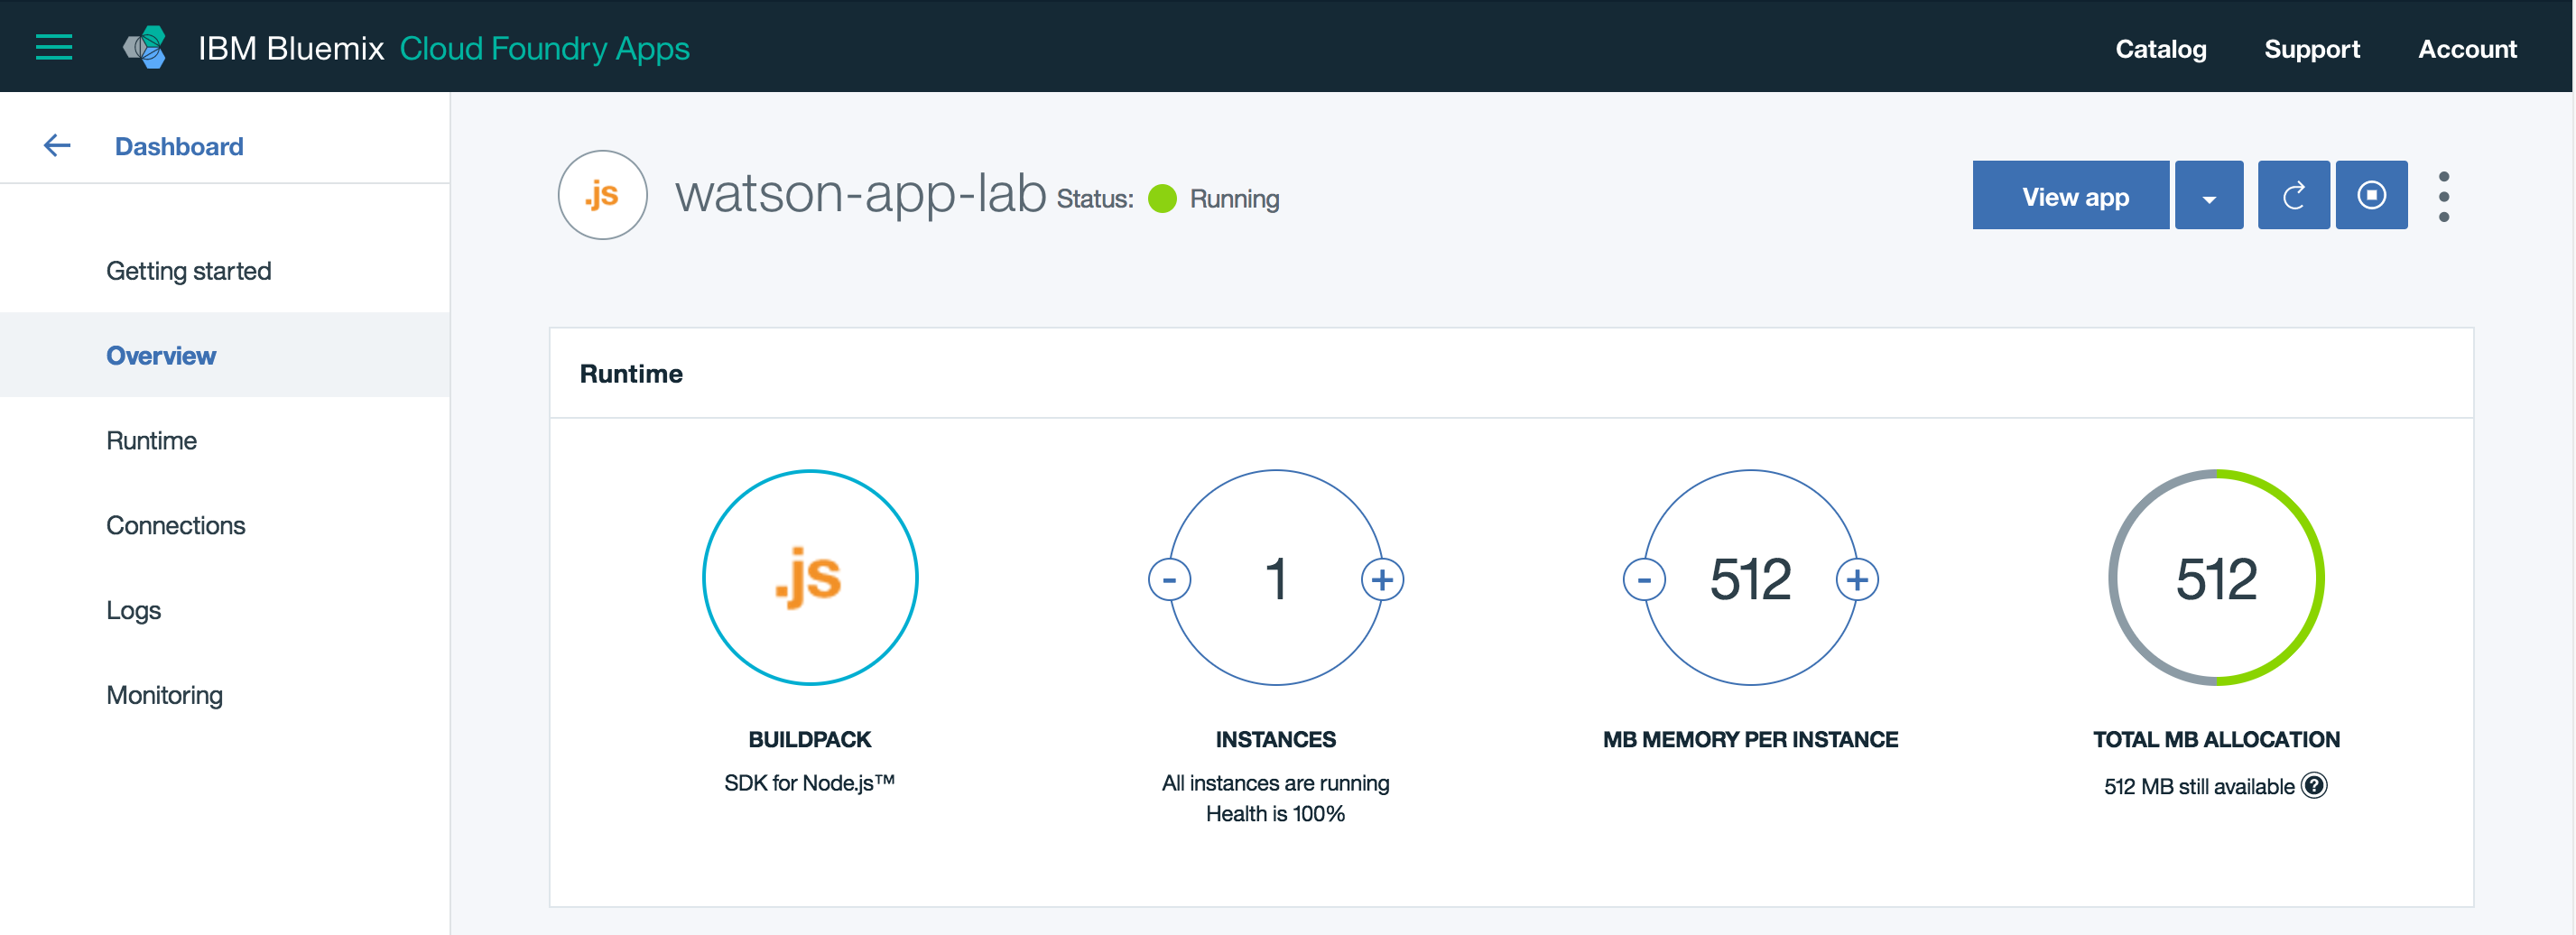 IBM Bluemix Cloud Foundry Apps
Catalog
Support
Account
Dashboard
Getting started
Overview
Runtime
Connections
Logs
Monitoring
.js
watson-app-lab Status: Running
View app
Runtime
.js
BUILDPACK
SDK for Node.js™
- 1 +
INSTANCES
All instances are running
Health is 100%
- 512 +
MB MEMORY PER INSTANCE
512
TOTAL MB ALLOCATION
512 MB still available ?